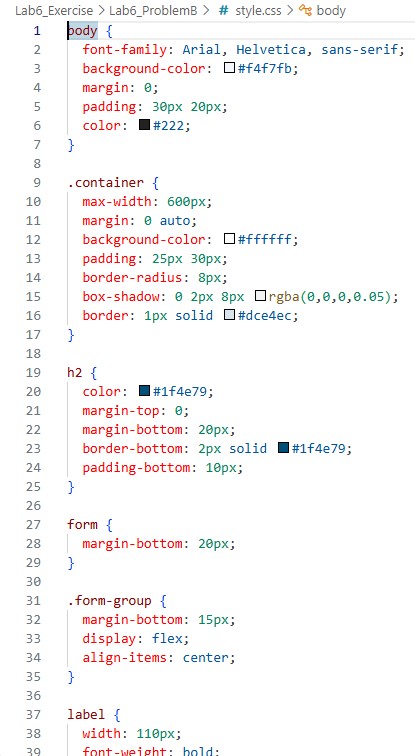 Lab6_Exercise > Lab6_ProblemB > # style.css > body
1 body {
2 font-family: Arial, Helvetica, sans-serif;
3 background-color: #f4f7fb;
4 margin: 0;
5 padding: 30px 20px;
6 color: #222;
7 }
8
9 .container {
10 max-width: 600px;
11 margin: 0 auto;
12 background-color: #ffffff;
13 padding: 25px 30px;
14 border-radius: 8px;
15 box-shadow: 0 2px 8px rgba(0,0,0,0.05);
16 border: 1px solid #dce4ec;
17 }
18
19 h2 {
20 color: #1f4e79;
21 margin-top: 0;
22 margin-bottom: 20px;
23 border-bottom: 2px solid #1f4e79;
24 padding-bottom: 10px;
25 }
26
27 form {
28 margin-bottom: 20px;
29 }
30
31 .form-group {
32 margin-bottom: 15px;
33 display: flex;
34 align-items: center;
35 }
36
37 label {
38 width: 110px;
39 font-weight: bold;